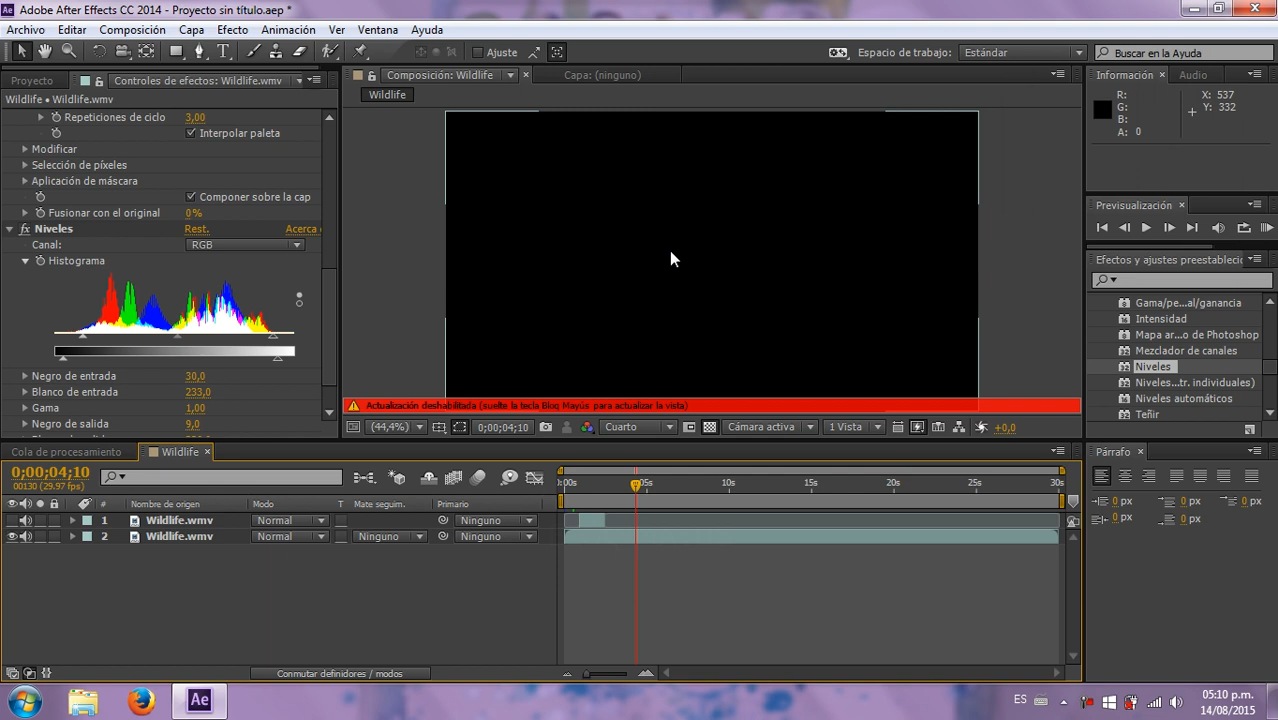 Adobe After Effects CC 2014 - Proyecto sin título.aep *
Archivo Editar Composición Capa Efecto Animación Ver Ventana Ayuda
Ajuste Espacio de trabajo: Estándar Buscar en la Ayuda
Proyecto Controles de efectos: Wildlife.wmv Composición: Wildlife Capa: (ninguno) Información Audio
Wildlife • Wildlife.wmv Wildlife
R: X: 537
G: Y: 332
B:
A: 0
Repeticiones de ciclo 3,00
Interpolar paleta
Modificar
Selección de píxeles
Aplicación de máscara
Componer sobre la cap
Fusionar con el original 0%
Niveles Rest. Acerca
Canal: RGB
Histograma
Negro de entrada 30,0
Blanco de entrada 233,0
Gama 1,00
Negro de salida 9,0
Previsualización
Efectos y ajustes preestablecio
Gama/pe...al/ganancia
Intensidad
Mapa ar...o de Photoshop
Mezclador de canales
Niveles
Niveles...tr. individuales)
Niveles automáticos
Teñir
Actualización deshabilitada (suelte la tecla Bloq Mayús para actualizar la vista)
(44,4%) 0;00;04;10 Cuarto Cámara activa 1 Vista +0,0
Cola de procesamiento Wildlife Párrafo
0;00;04;10
00130 (29.97 fps)
:00s 05s 10s 15s 20s 25s 30s
# Nombre de origen Modo T Mate seguim. Primario
1 Wildlife.wmv Normal Ninguno
2 Wildlife.wmv Normal Ninguno Ninguno
0 px 0 px 0 px
0 px 0 px
Conmutar definidores / modos
Ae ES 05:10 p.m.
14/08/2015